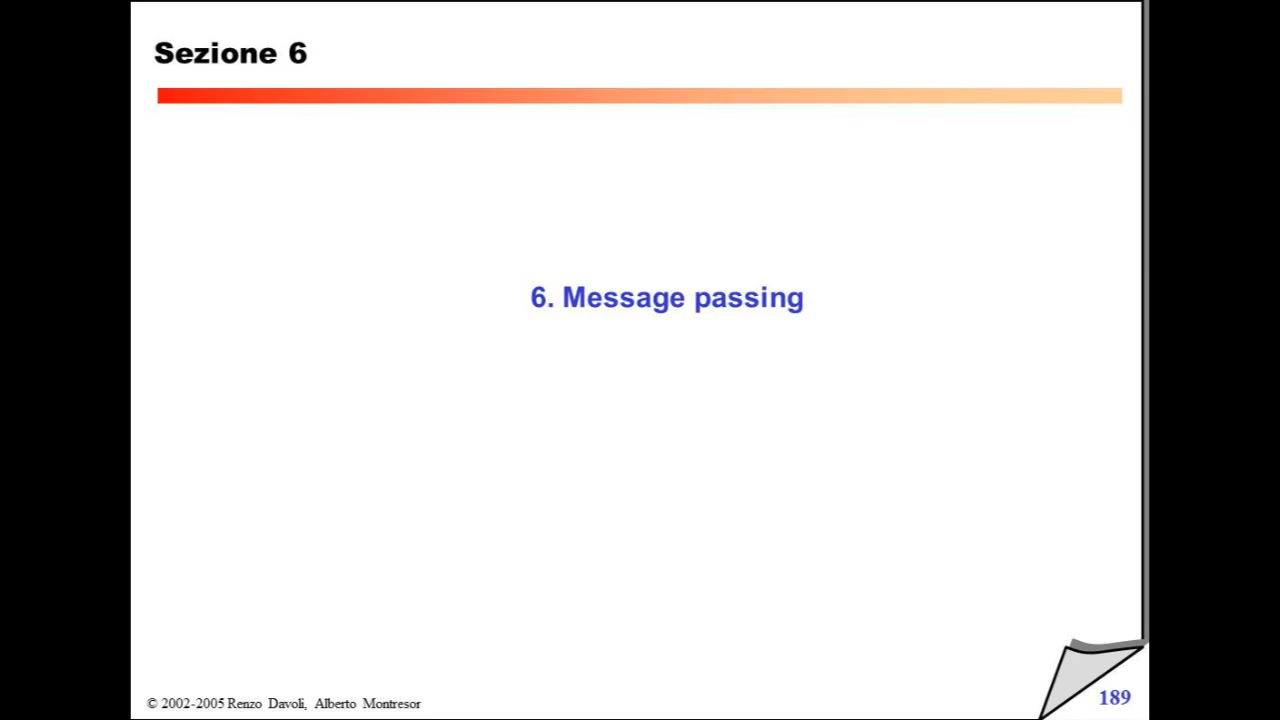 Sezione 6
6. Message passing
© 2002-2005 Renzo Davoli, Alberto Montresor
189